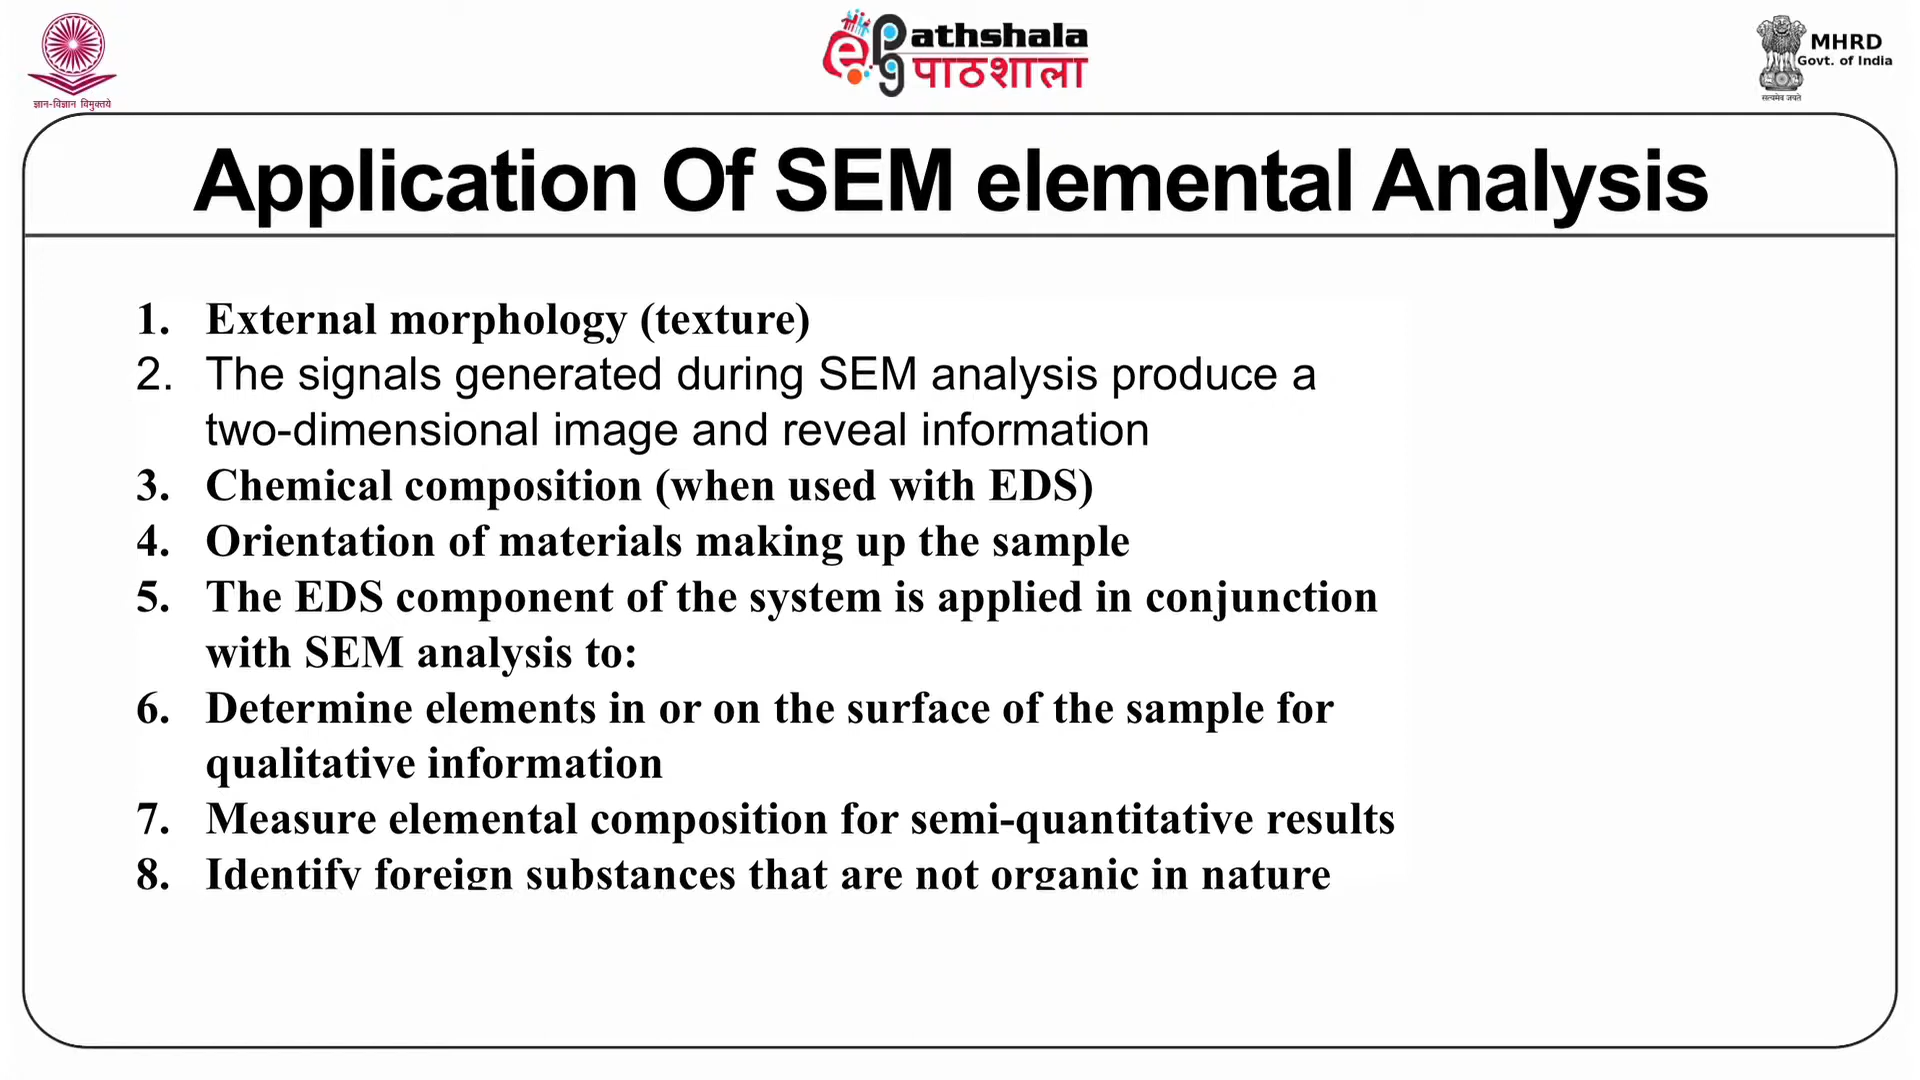 ज्ञान-विज्ञान विमुक्तये
ePg athshala
पाठशाला
MHRD
Govt. of India
सत्यमेव जयते
Application Of SEM elemental Analysis
1. External morphology (texture)
2. The signals generated during SEM analysis produce a
two-dimensional image and reveal information
3. Chemical composition (when used with EDS)
4. Orientation of materials making up the sample
5. The EDS component of the system is applied in conjunction
with SEM analysis to:
6. Determine elements in or on the surface of the sample for
qualitative information
7. Measure elemental composition for semi-quantitative results
8. Identify foreign substances that are not organic in nature